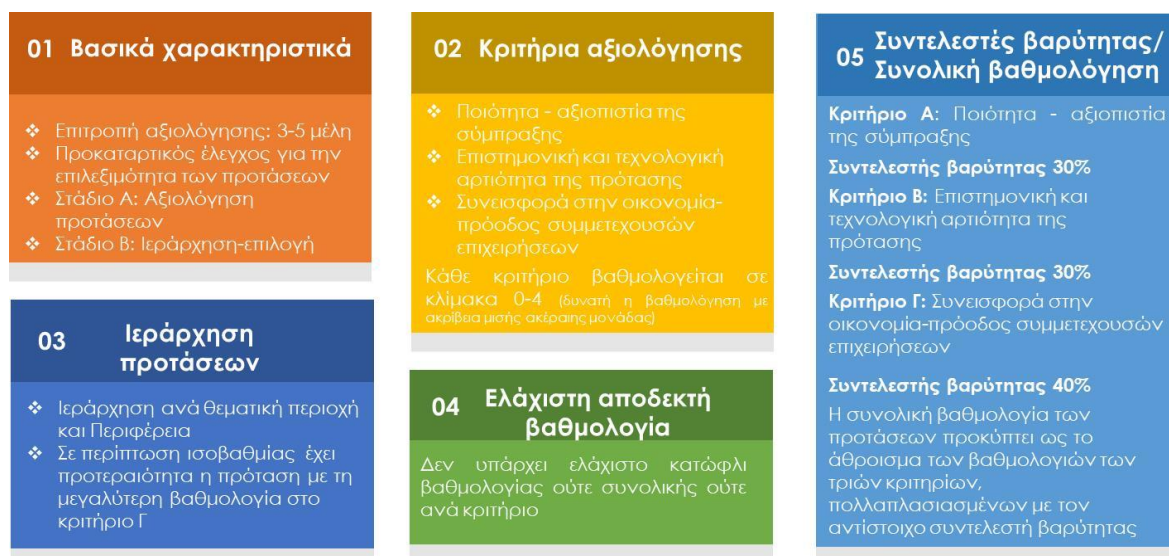 01 Βασικά χαρακτηριστικά
❖ Επιτροπή αξιολόγησης: 3-5 μέλη
❖ Προκαταρτικός έλεγχος για την
επιλεξιμότητα των προτάσεων
❖ Στάδιο Α: Αξιολόγηση
προτάσεων
❖ Στάδιο Β: Ιεράρχηση-επιλογή
02 Κριτήρια αξιολόγησης
❖ Ποιότητα - αξιοπιστία της
σύμπραξης
❖ Επιστημονική και τεχνολογική
αρτιότητα της πρότασης
❖ Συνεισφορά στην οικονομία-
πρόοδος συμμετεχουσών
επιχειρήσεων
Κάθε κριτήριο βαθμολογείται σε
κλίμακα 0-4 (δυνατή η βαθμολόγηση με
ακρίβεια μισής ακέραιης μονάδας)
03 Ιεράρχηση
προτάσεων
❖ Ιεράρχηση ανά θεματική περιοχή
και Περιφέρεια
❖ Σε περίπτωση ισοβαθμίας έχει
προτεραιότητα η πρόταση με τη
μεγαλύτερη βαθμολογία στο
κριτήριο Γ
04 Ελάχιστη αποδεκτή
βαθμολογία
Δεν υπάρχει ελάχιστο κατώφλι
βαθμολογίας ούτε συνολικής ούτε
ανά κριτήριο
05 Συντελεστές βαρύτητας/
Συνολική βαθμολόγηση
Κριτήριο Α: Ποιότητα - αξιοπιστία
της σύμπραξης
Συντελεστής βαρύτητας 30%
Κριτήριο Β: Επιστημονική και
τεχνολογική αρτιότητα της
πρότασης
Συντελεστής βαρύτητας 30%
Κριτήριο Γ: Συνεισφορά στην
οικονομία-πρόοδος συμμετεχουσών
επιχειρήσεων
Συντελεστής βαρύτητας 40%
Η συνολική βαθμολογία των
προτάσεων προκύπτει ως το
άθροισμα των βαθμολογιών των
τριών κριτηρίων,
πολλαπλασιασμένων με τον
αντίστοιχο συντελεστή βαρύτητας